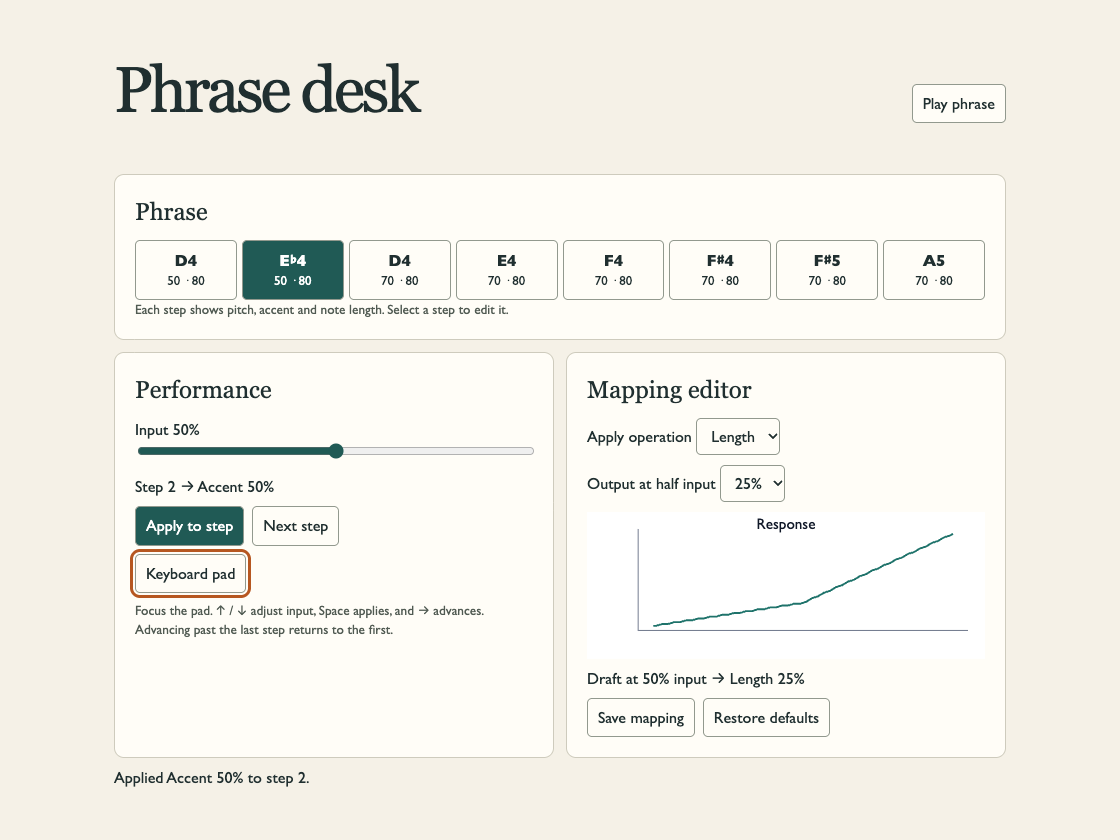 Phrase desk
Play phrase
Phrase
D4
50 · 80
E♭4
50 · 80
D4
70 · 80
E4
70 · 80
F4
70 · 80
F♯4
70 · 80
F♯5
70 · 80
A5
70 · 80
Each step shows pitch, accent and note length. Select a step to edit it.
Performance
Input 50%
Step 2 → Accent 50%
Apply to step
Next step
Keyboard pad
Focus the pad. ↑ / ↓ adjust input, Space applies, and → advances.
Advancing past the last step returns to the first.
Mapping editor
Apply operation Length
Output at half input 25%
Response
Draft at 50% input → Length 25%
Save mapping
Restore defaults
Applied Accent 50% to step 2.